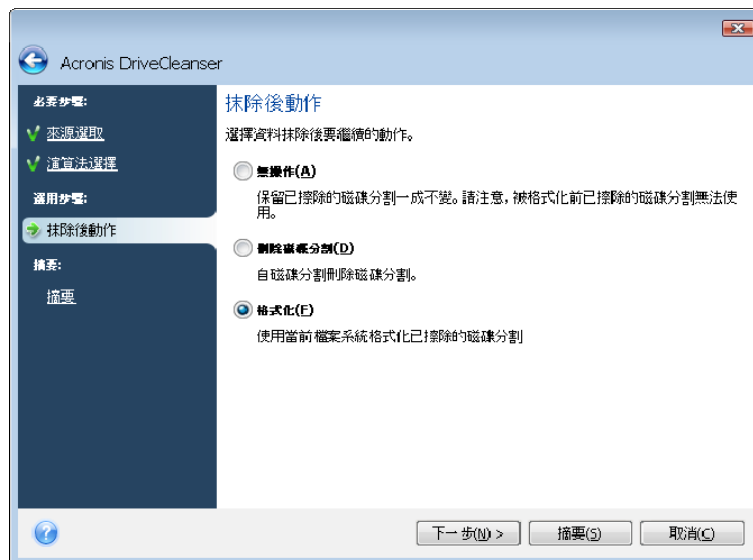 Acronis DriveCleanser
必要步驟:
來源選取
演算法選擇
選用步驟:
抹除後動作
摘要:
摘要
抹除後動作
選擇資料抹除後要繼續的動作。
無操作(A)
保留已擦除的磁碟分割一成不變。請注意,被格式化前已擦除的磁碟分割無法使
用。
刪除磁碟分割(D)
自磁碟分割刪除磁碟分割。
格式化(F)
使用當前檔案系統格式化已擦除的磁碟分割
下一步(N) >
摘要(S)
取消(C)